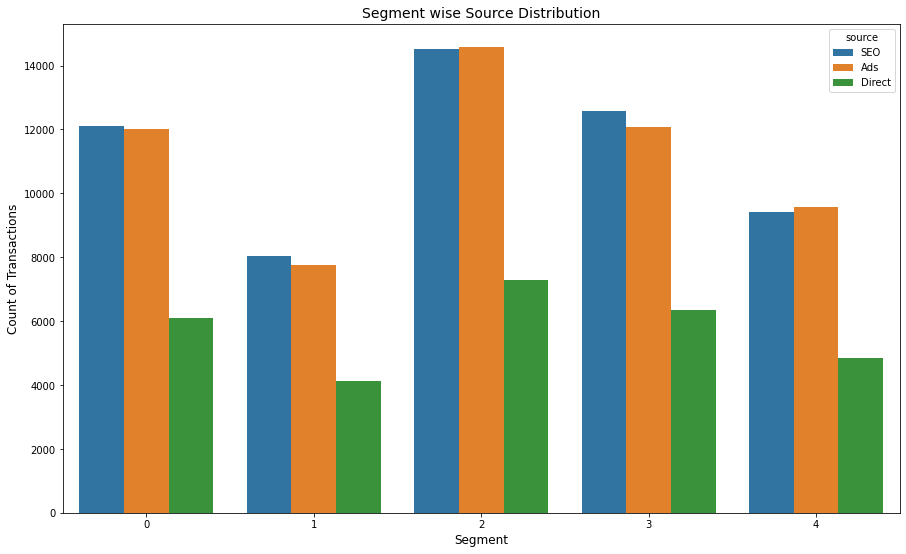 Segment wise Source Distribution
source
SEO
Ads
Direct
Count of Transactions
14000
12000
10000
8000
6000
4000
2000
0
0 1 2 3 4
Segment